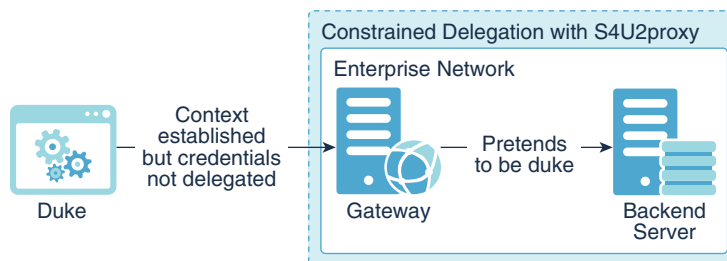 Constrained Delegation with S4U2proxy
Enterprise Network
Context
established
but credentials
not delegated
Pretends
to be duke
Duke
Gateway
Backend
Server